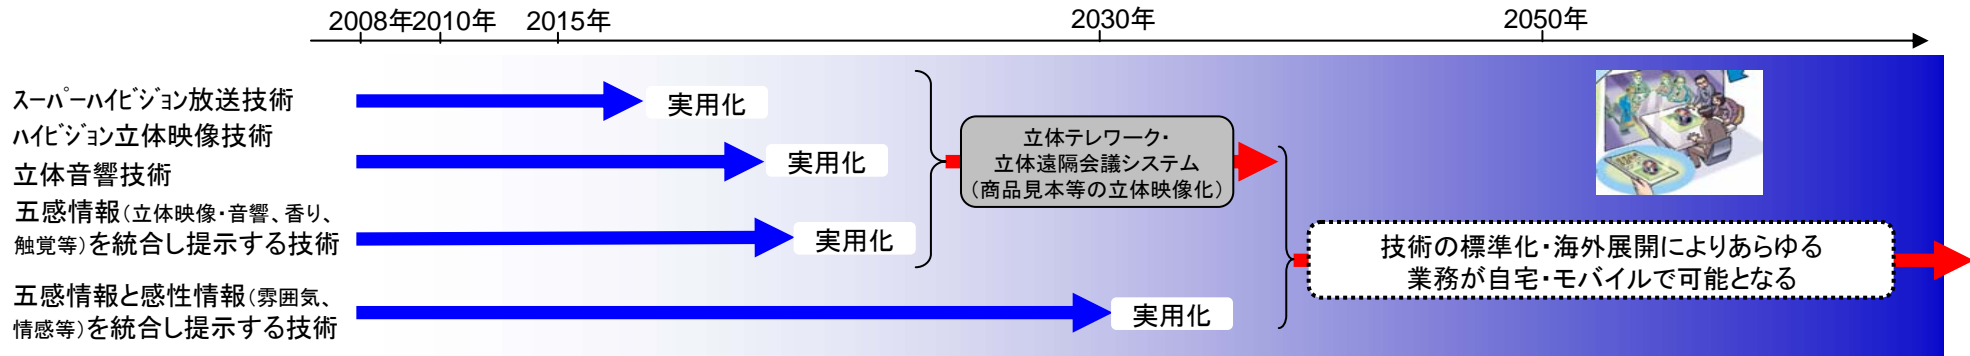 2008年 2010年 2015年 2030年 2050年
スーパーハイビジョン放送技術
実用化
ハイビジョン立体映像技術
立体音響技術
実用化
五感情報(立体映像・音響、香り、
触覚等)を統合し提示する技術
実用化
五感情報と感性情報(雰囲気、
情感等)を統合し提示する技術
実用化
立体テレワーク・
立体遠隔会議システム
(商品見本等の立体映像化)
技術の標準化・海外展開によりあらゆる
業務が自宅・モバイルで可能となる